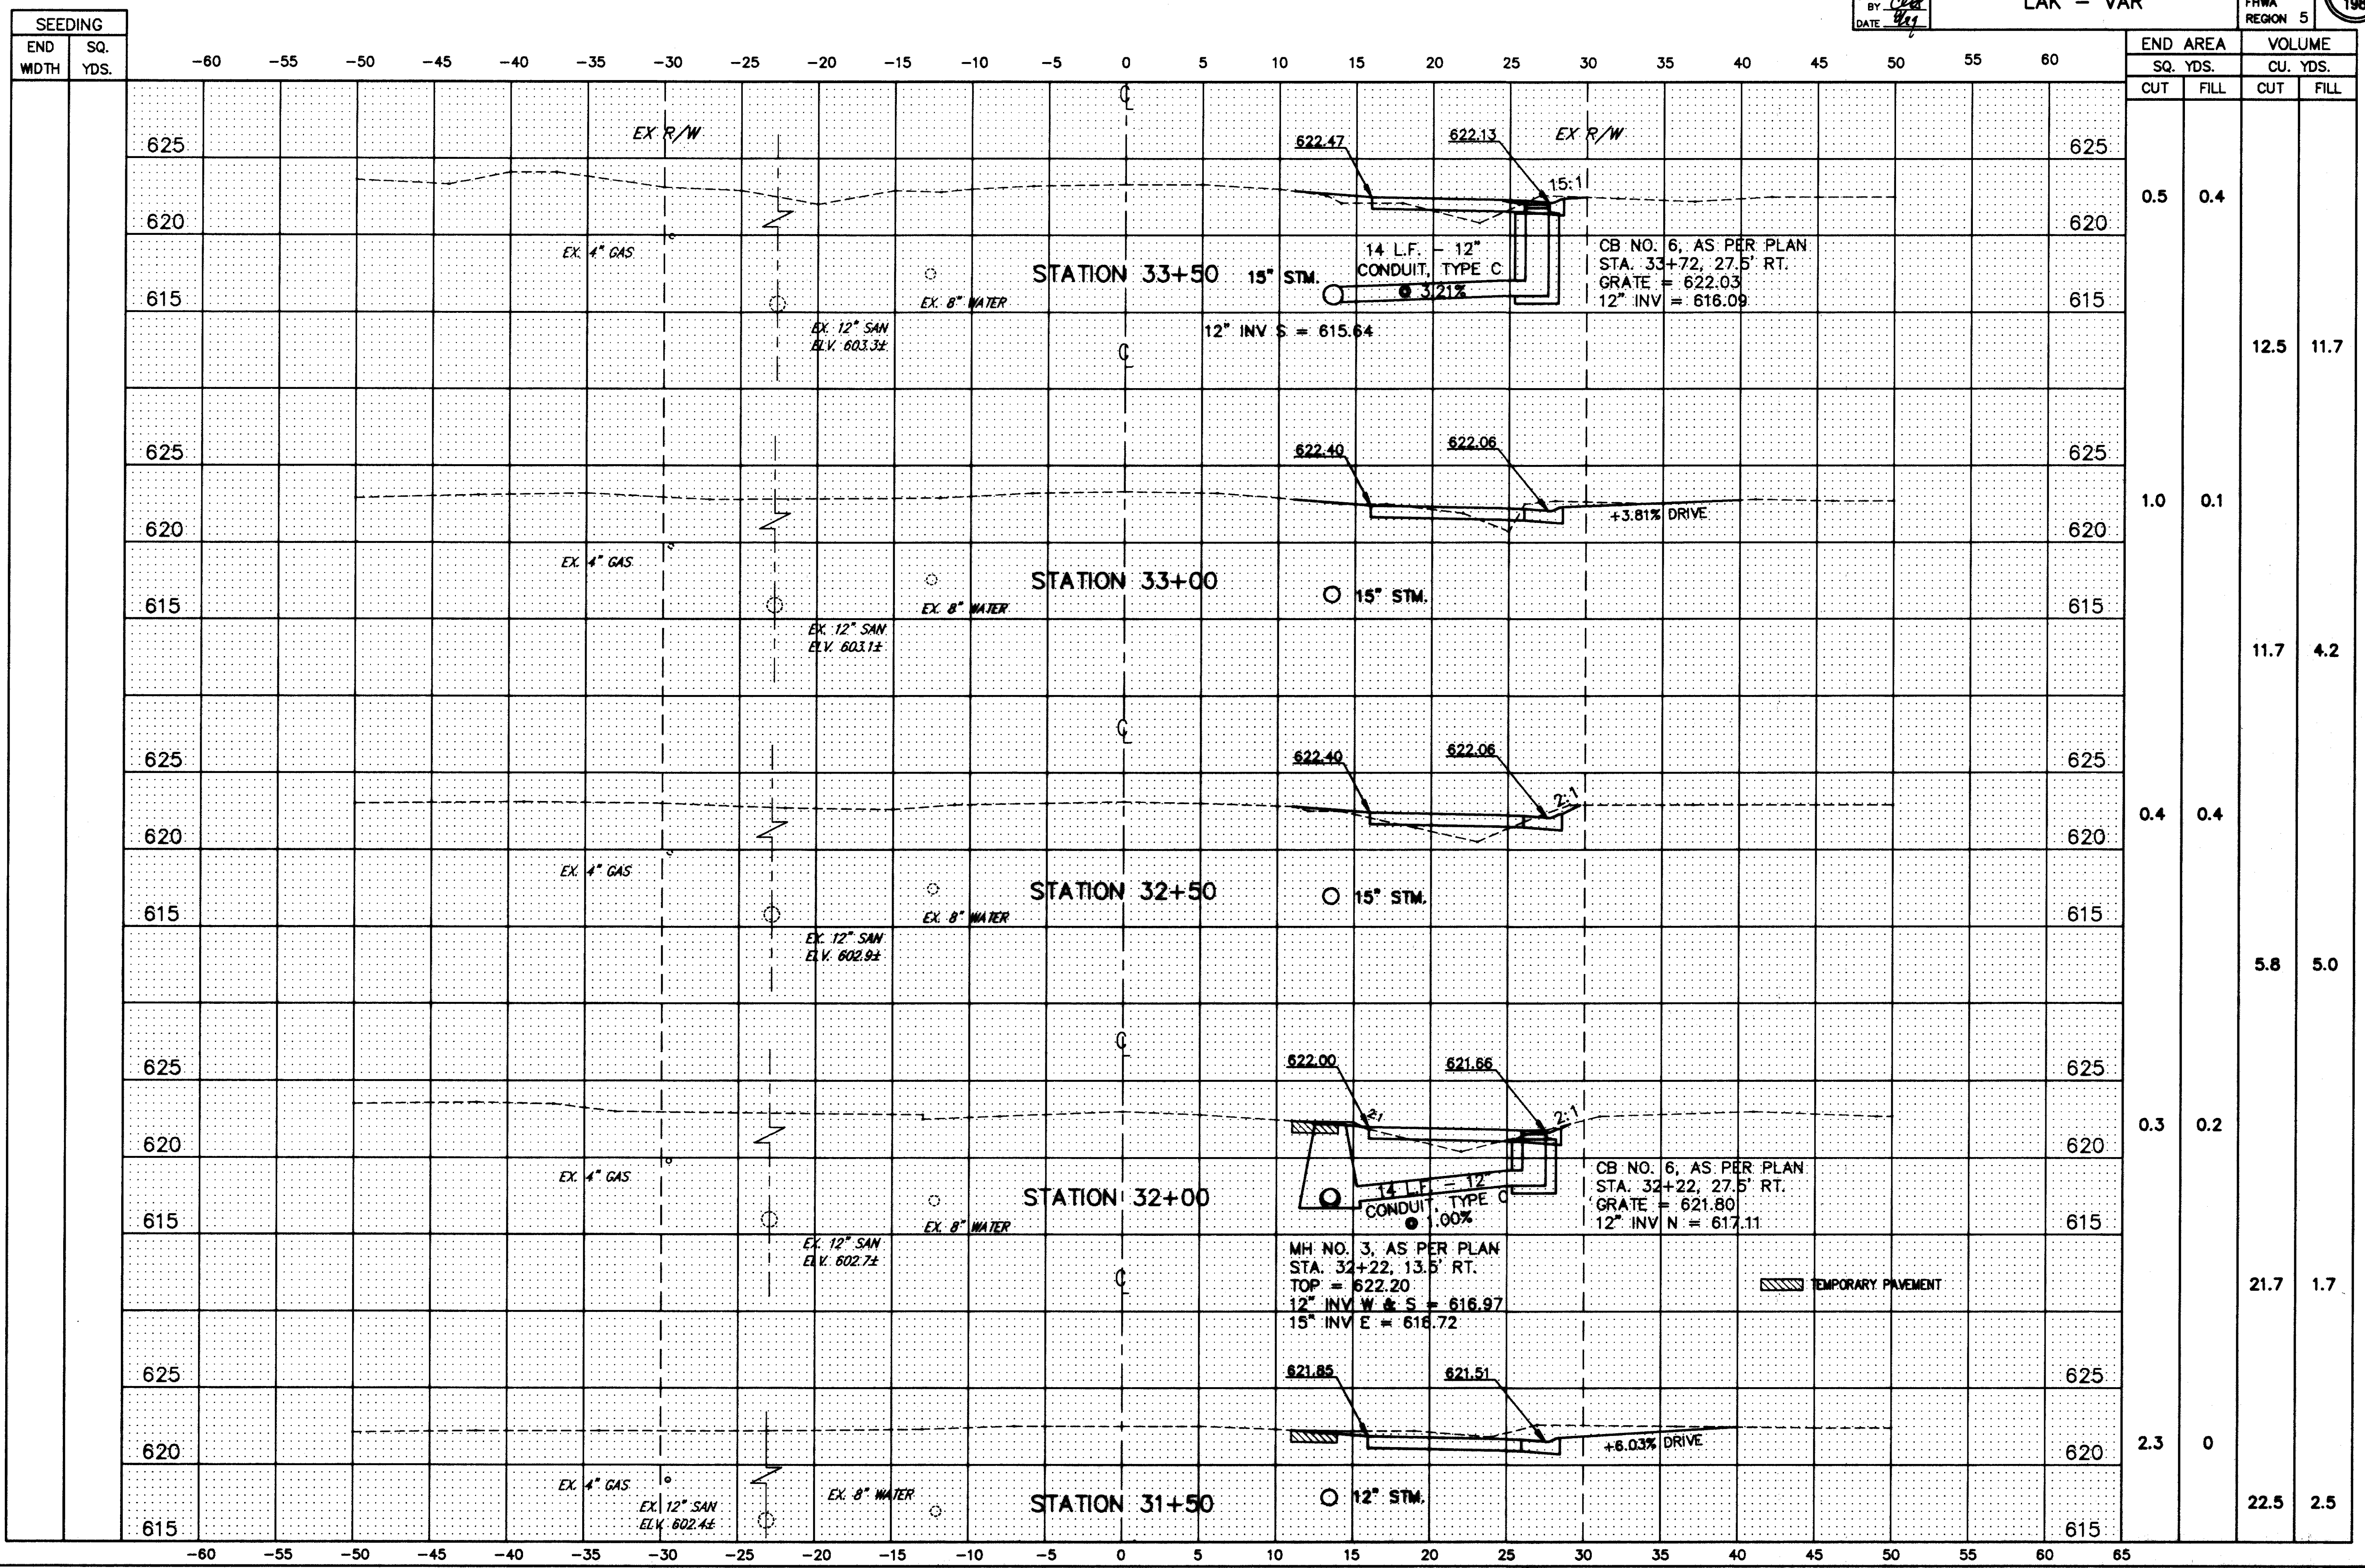 BY
DATE
LAK - VAR
FHWA
REGION 5
198
SEEDING
END WIDTH
SQ. YDS.
-60 -55 -50 -45 -40 -35 -30 -25 -20 -15 -10 -5 0 5 10 15 20 25 30 35 40 45 50 55 60
END AREA
SQ. YDS.
CUT FILL
VOLUME
CU. YDS.
CUT FILL
℄
EX R/W
622.47
622.13
EX R/W
625
625
15:1
0.5 0.4
620
620
EX. 4" GAS
STATION 33+50
15" STM.
14 L.F. - 12"
CONDUIT, TYPE C
@ 3.21%
CB NO. 6, AS PER PLAN
STA. 33+72, 27.5' RT.
GRATE = 622.03
12" INV = 616.09
615
615
EX. 8" WATER
EX. 12" SAN
ELV. 603.3±
12" INV S = 615.64
℄
12.5 11.7
625
622.40
622.06
625
1.0 0.1
+3.81% DRIVE
620
620
EX. 4" GAS
STATION 33+00
15" STM.
615
615
EX. 8" WATER
EX. 12" SAN
ELV. 603.1±
11.7 4.2
℄
625
622.40
622.06
625
2:1
0.4 0.4
620
620
EX. 4" GAS
STATION 32+50
15" STM.
615
615
EX. 8" WATER
EX. 12" SAN
ELV. 602.9±
5.8 5.0
℄
625
622.00
621.66
625
2:1
2:1
0.3 0.2
620
620
EX. 4" GAS
STATION 32+00
14 L.F. - 12"
CONDUIT, TYPE C
@ 1.00%
CB NO. 6, AS PER PLAN
STA. 32+22, 27.5' RT.
GRATE = 621.80
12" INV N = 617.11
615
615
EX. 8" WATER
EX. 12" SAN
ELV. 602.7±
℄
MH NO. 3, AS PER PLAN
STA. 32+22, 13.5' RT.
TOP = 622.20
12" INV W & S = 616.97
15" INV E = 616.72
TEMPORARY PAVEMENT
21.7 1.7
625
621.85
621.51
625
+6.03% DRIVE
2.3 0
620
620
EX. 4" GAS
EX. 12" SAN
ELV. 602.4±
EX. 8" WATER
STATION 31+50
12" STM.
22.5 2.5
615
615
-60 -55 -50 -45 -40 -35 -30 -25 -20 -15 -10 -5 0 5 10 15 20 25 30 35 40 45 50 55 60 65